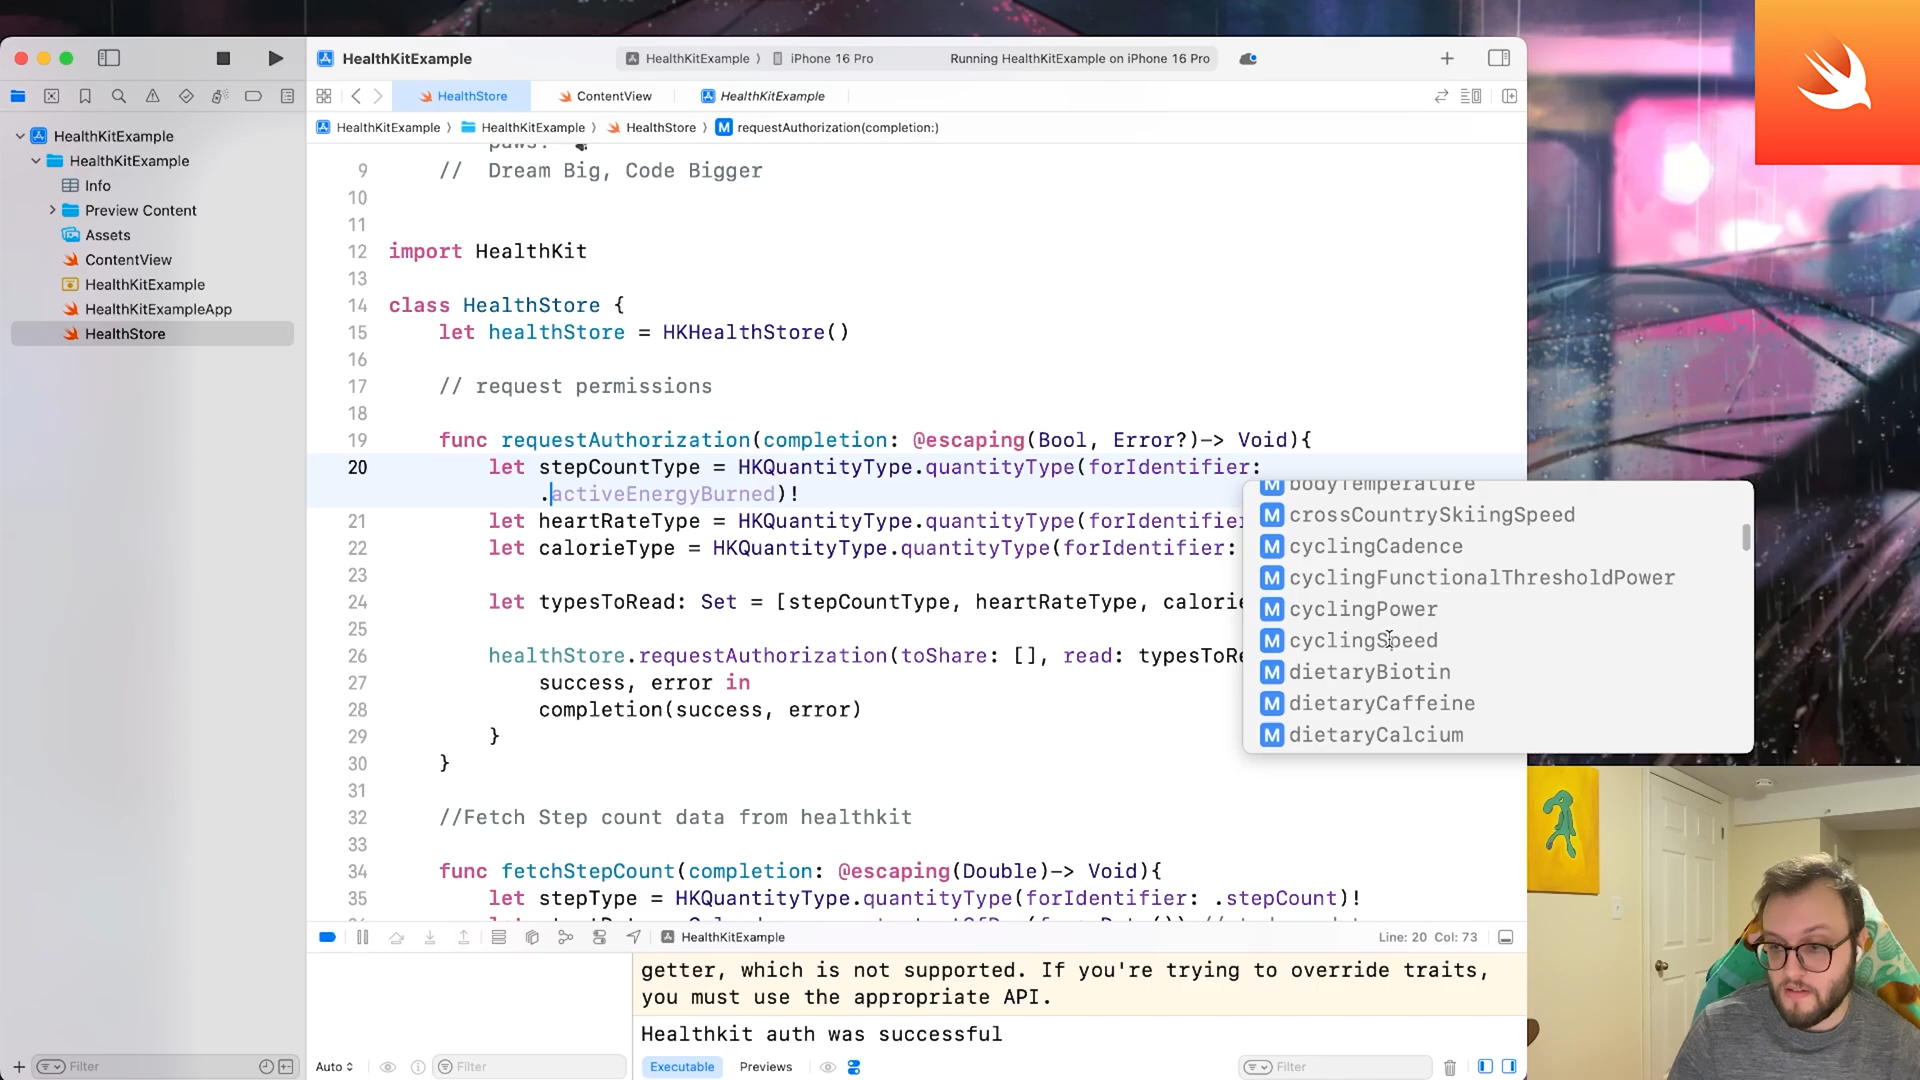 HealthKitExample
HealthKitExample 〉 iPhone 16 Pro
Running HealthKitExample on iPhone 16 Pro
HealthStore
ContentView
HealthKitExample
HealthKitExample 〉 HealthKitExample 〉 HealthStore 〉 M requestAuthorization(completion:)
HealthKitExample
HealthKitExample
Info
Preview Content
Assets
ContentView
HealthKitExample
HealthKitExampleApp
HealthStore
Filter
paws!
9 // Dream Big, Code Bigger
10
11
12 import HealthKit
13
14 class HealthStore {
15 let healthStore = HKHealthStore()
16
17 // request permissions
18
19 func requestAuthorization(completion: @escaping(Bool, Error?)-> Void){
20 let stepCountType = HKQuantityType.quantityType(forIdentifier:
.activeEnergyBurned)!
21 let heartRateType = HKQuantityType.quantityType(forIdentifier
22 let calorieType = HKQuantityType.quantityType(forIdentifier:
23
24 let typesToRead: Set = [stepCountType, heartRateType, calorie
25
26 healthStore.requestAuthorization(toShare: [], read: typesToRe
27 success, error in
28 completion(success, error)
29 }
30 }
31
32 //Fetch Step count data from healthkit
33
34 func fetchStepCount(completion: @escaping(Double)-> Void){
35 let stepType = HKQuantityType.quantityType(forIdentifier: .stepCount)!
M bodyTemperature
M crossCountrySkiingSpeed
M cyclingCadence
M cyclingFunctionalThresholdPower
M cyclingPower
M cyclingSpeed
M dietaryBiotin
M dietaryCaffeine
M dietaryCalcium
HealthKitExample
Line: 20 Col: 73
getter, which is not supported. If you're trying to override traits,
you must use the appropriate API.
Healthkit auth was successful
Auto
Filter
Executable
Previews
Filter